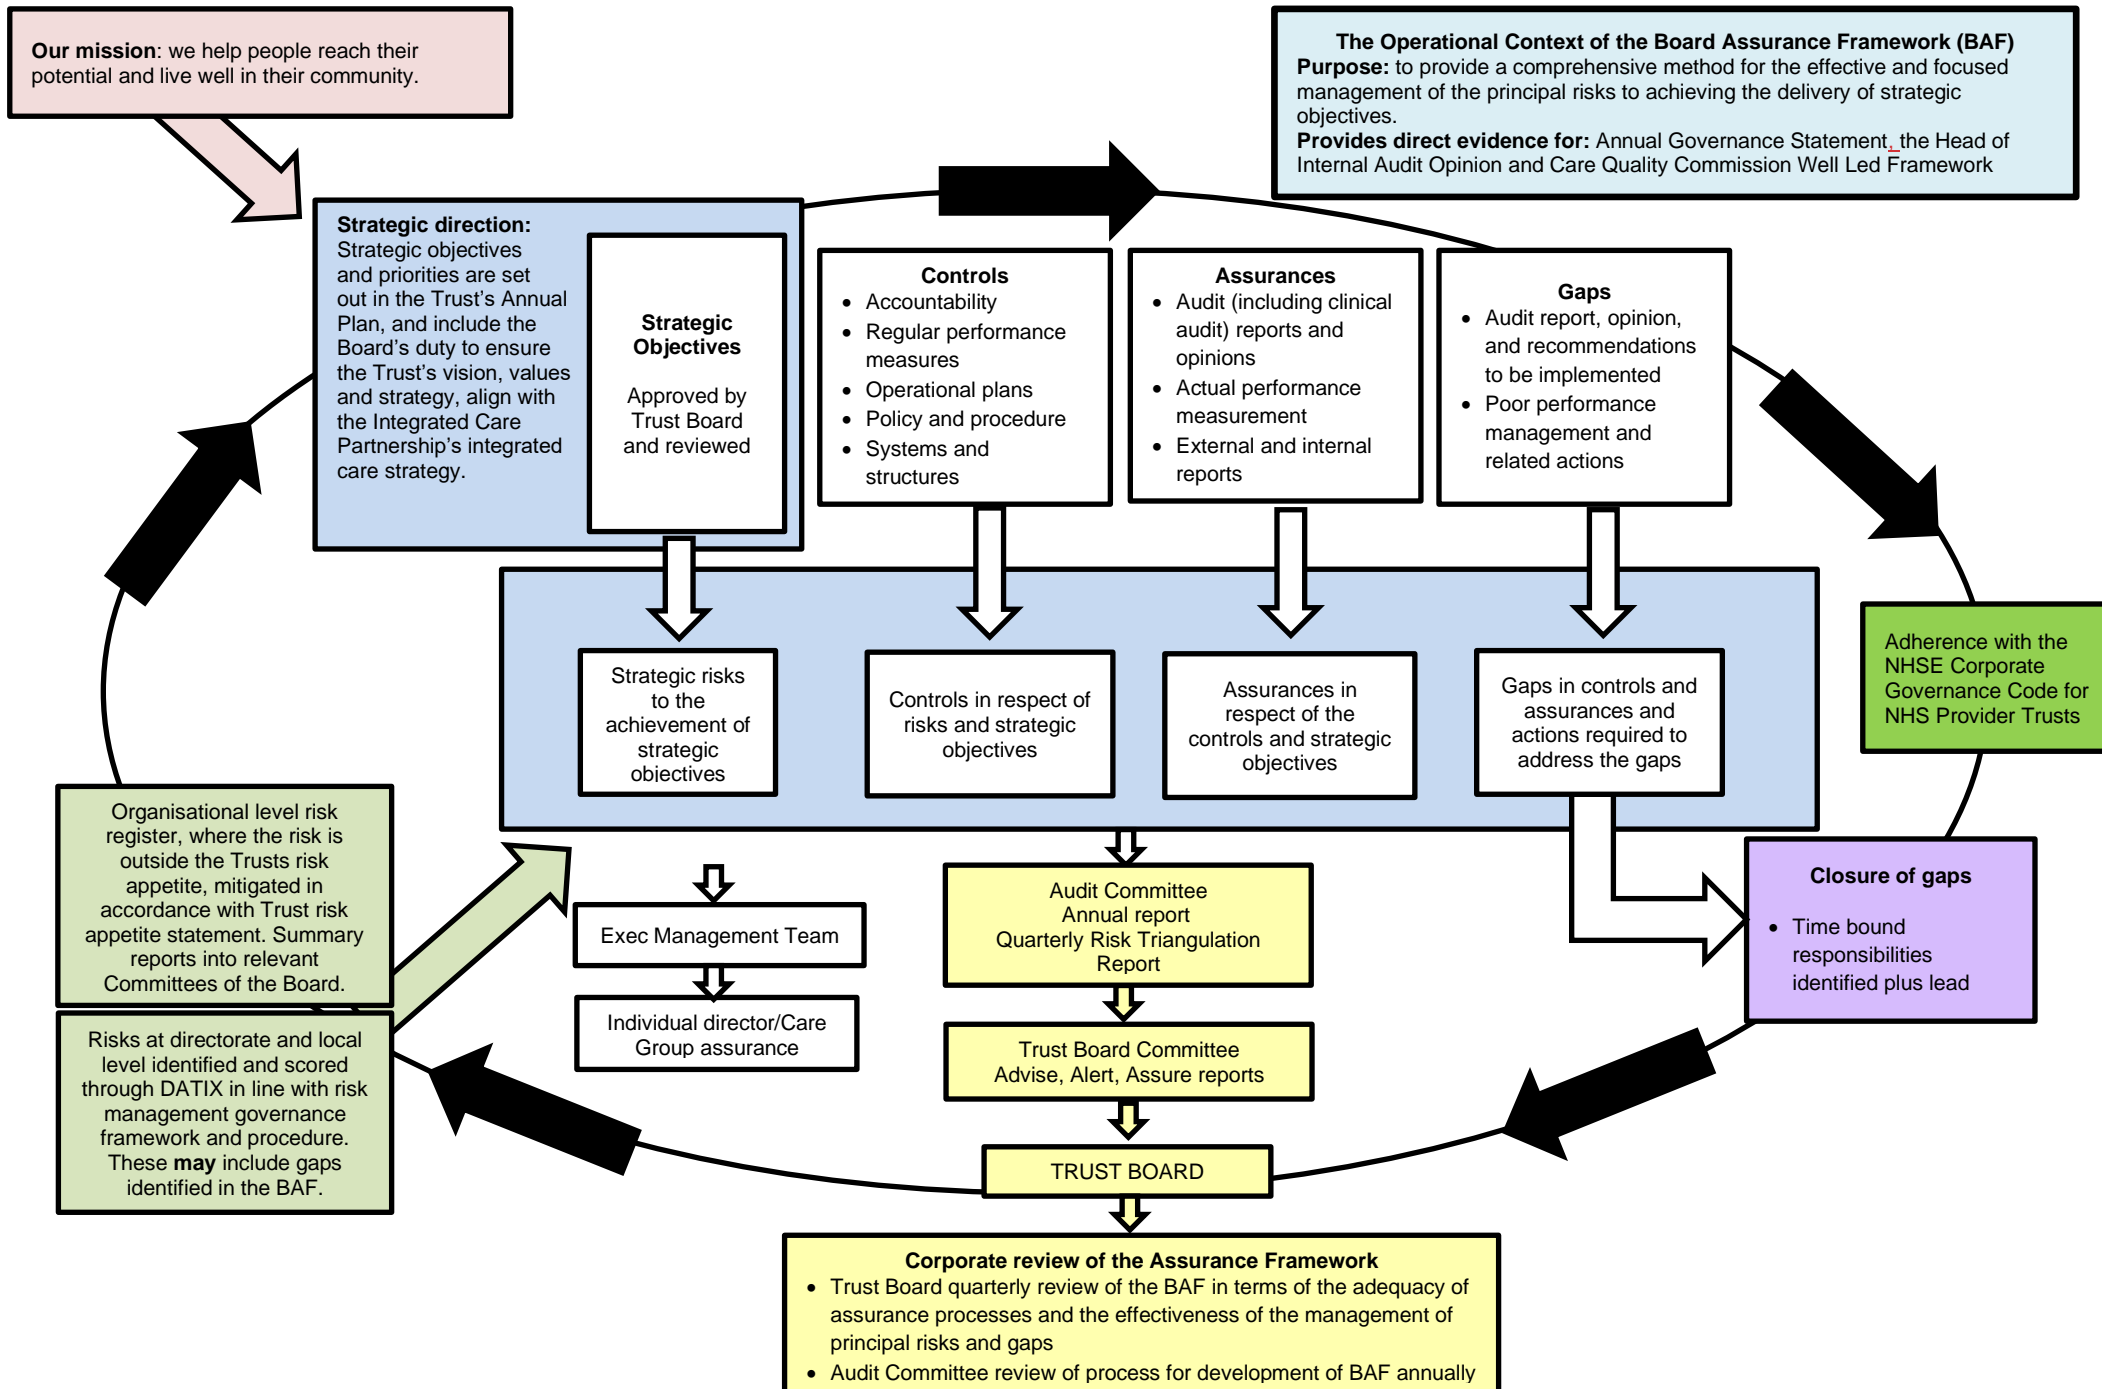 Our mission: we help people reach their
potential and live well in their community.
The Operational Context of the Board Assurance Framework (BAF)
Purpose: to provide a comprehensive method for the effective and focused
management of the principal risks to achieving the delivery of strategic
objectives.
Provides direct evidence for: Annual Governance Statement, the Head of
Internal Audit Opinion and Care Quality Commission Well Led Framework
Strategic direction:
Strategic objectives
and priorities are set
out in the Trust's Annual
Plan, and include the
Board's duty to ensure
the Trust's vision, values
and strategy, align with
the Integrated Care
Partnership's integrated
care strategy.
Strategic
Objectives
Approved by
Trust Board
and reviewed
Controls
• Accountability
• Regular performance
measures
• Operational plans
• Policy and procedure
• Systems and
structures
Assurances
• Audit (including clinical
audit) reports and
opinions
• Actual performance
measurement
• External and internal
reports
Gaps
• Audit report, opinion,
and recommendations
to be implemented
• Poor performance
management and
related actions
Strategic risks
to the
achievement of
strategic
objectives
Controls in respect of
risks and strategic
objectives
Assurances in
respect of the
controls and strategic
objectives
Gaps in controls and
assurances and
actions required to
address the gaps
Adherence with the
NHSE Corporate
Governance Code for
NHS Provider Trusts
Organisational level risk
register, where the risk is
outside the Trusts risk
appetite, mitigated in
accordance with Trust risk
appetite statement. Summary
reports into relevant
Committees of the Board.
Risks at directorate and local
level identified and scored
through DATIX in line with risk
management governance
framework and procedure.
These may include gaps
identified in the BAF.
Exec Management Team
Individual director/Care
Group assurance
Audit Committee
Annual report
Quarterly Risk Triangulation
Report
Trust Board Committee
Advise, Alert, Assure reports
TRUST BOARD
Closure of gaps
• Time bound
responsibilities
identified plus lead
Corporate review of the Assurance Framework
• Trust Board quarterly review of the BAF in terms of the adequacy of
assurance processes and the effectiveness of the management of
principal risks and gaps
• Audit Committee review of process for development of BAF annually